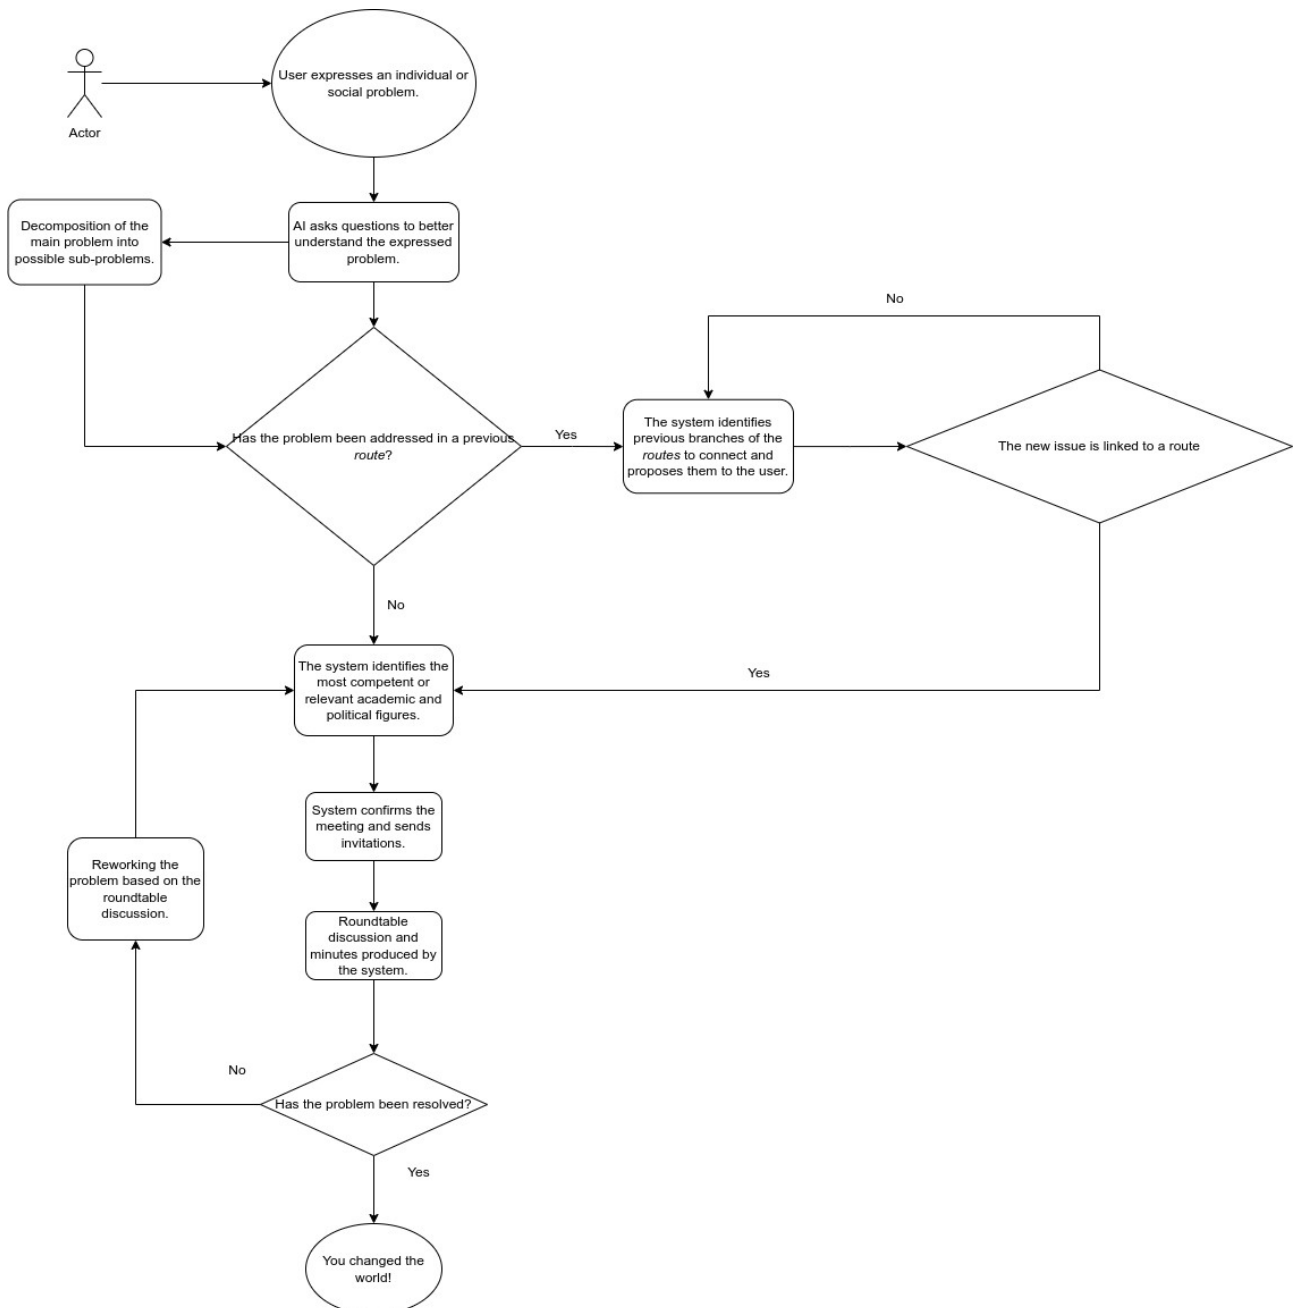 User expresses an individual or
social problem.
Actor
Decomposition of the
main problem into
possible sub-problems.
AI asks questions to better
understand the expressed
problem.
No
Has the problem been addressed in a previous
route?
Yes
The system identifies
previous branches of the
routes to connect and
proposes them to the user.
The new issue is linked to a route
No
The system identifies the
most competent or
relevant academic and
political figures.
Yes
System confirms the
meeting and sends
invitations.
Reworking the
problem based on the
roundtable
discussion.
Roundtable
discussion and
minutes produced by
the system.
No
Has the problem been resolved?
Yes
You changed the
world!